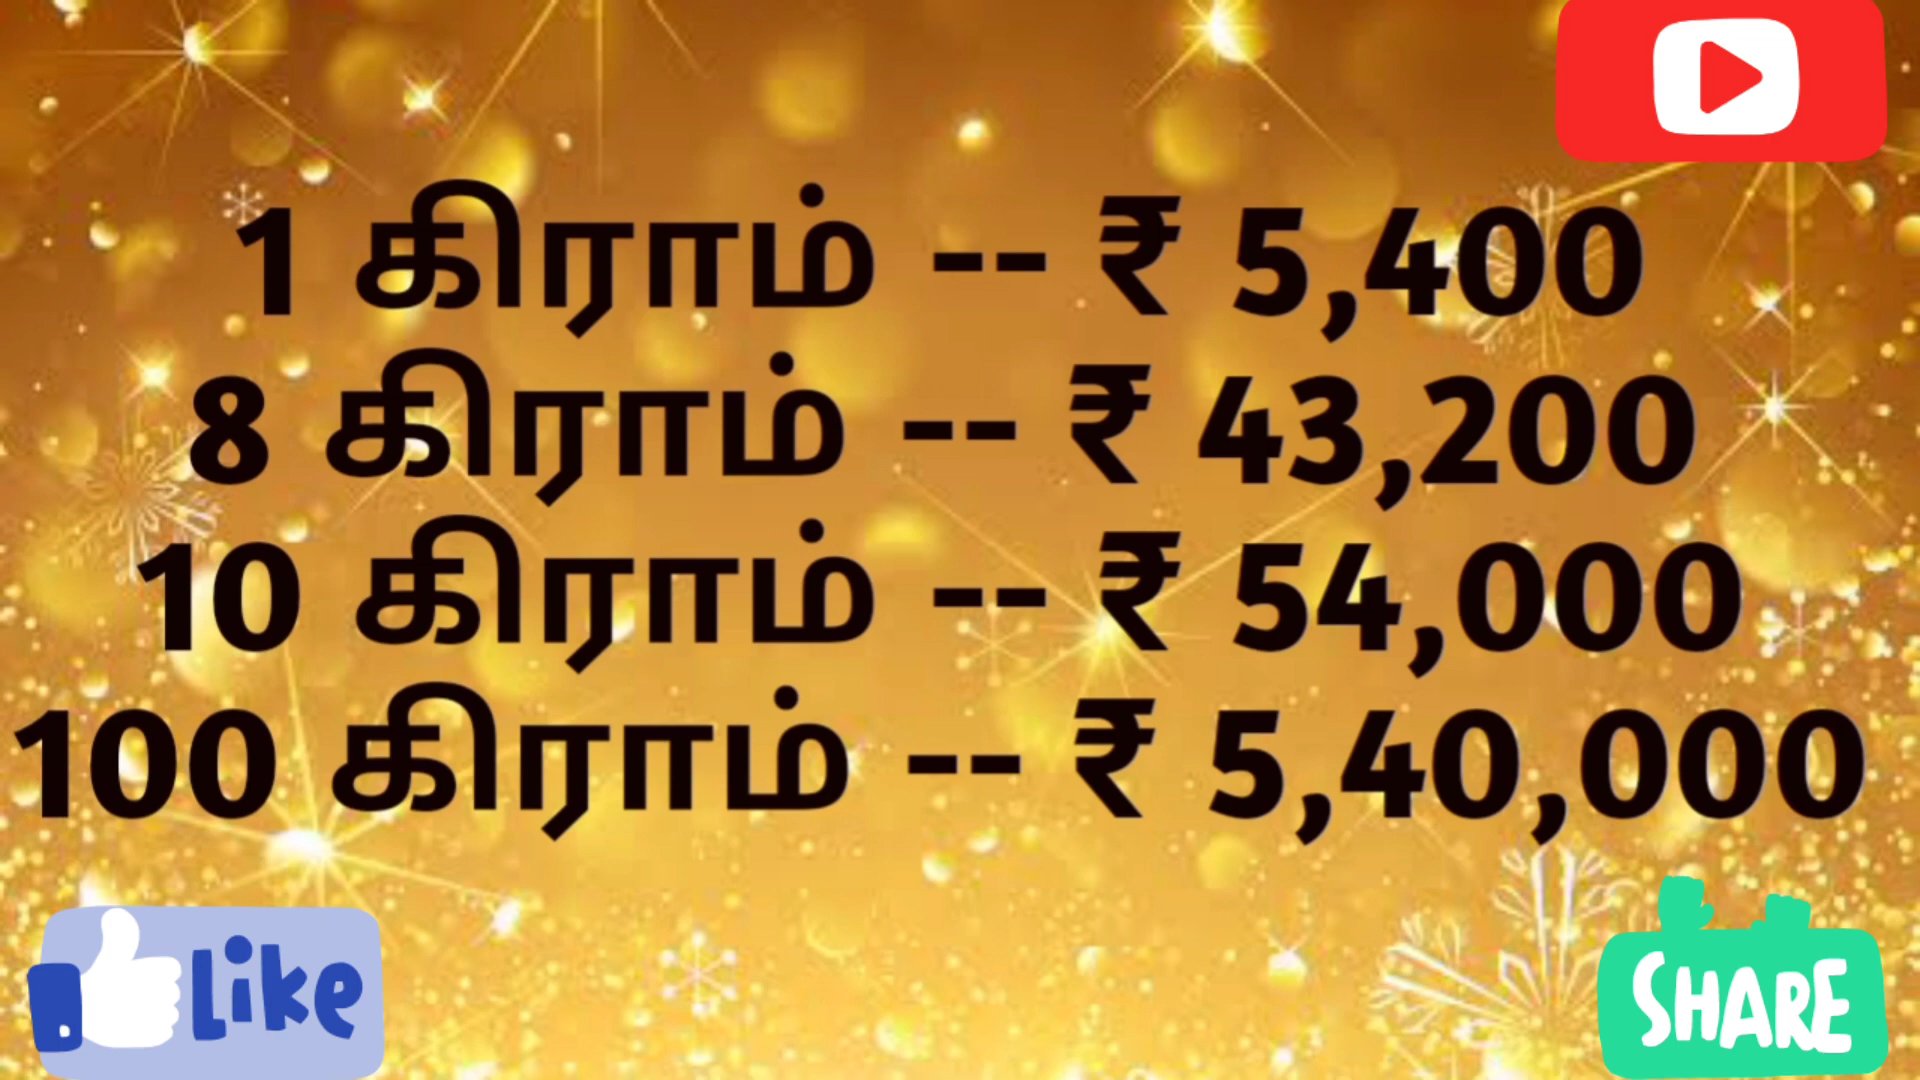 1 கிராம் -- ₹ 5,400
8 கிராம் -- ₹ 43,200
10 கிராம் -- ₹ 54,000
100 கிராம் -- ₹ 5,40,000
Like
SHARE